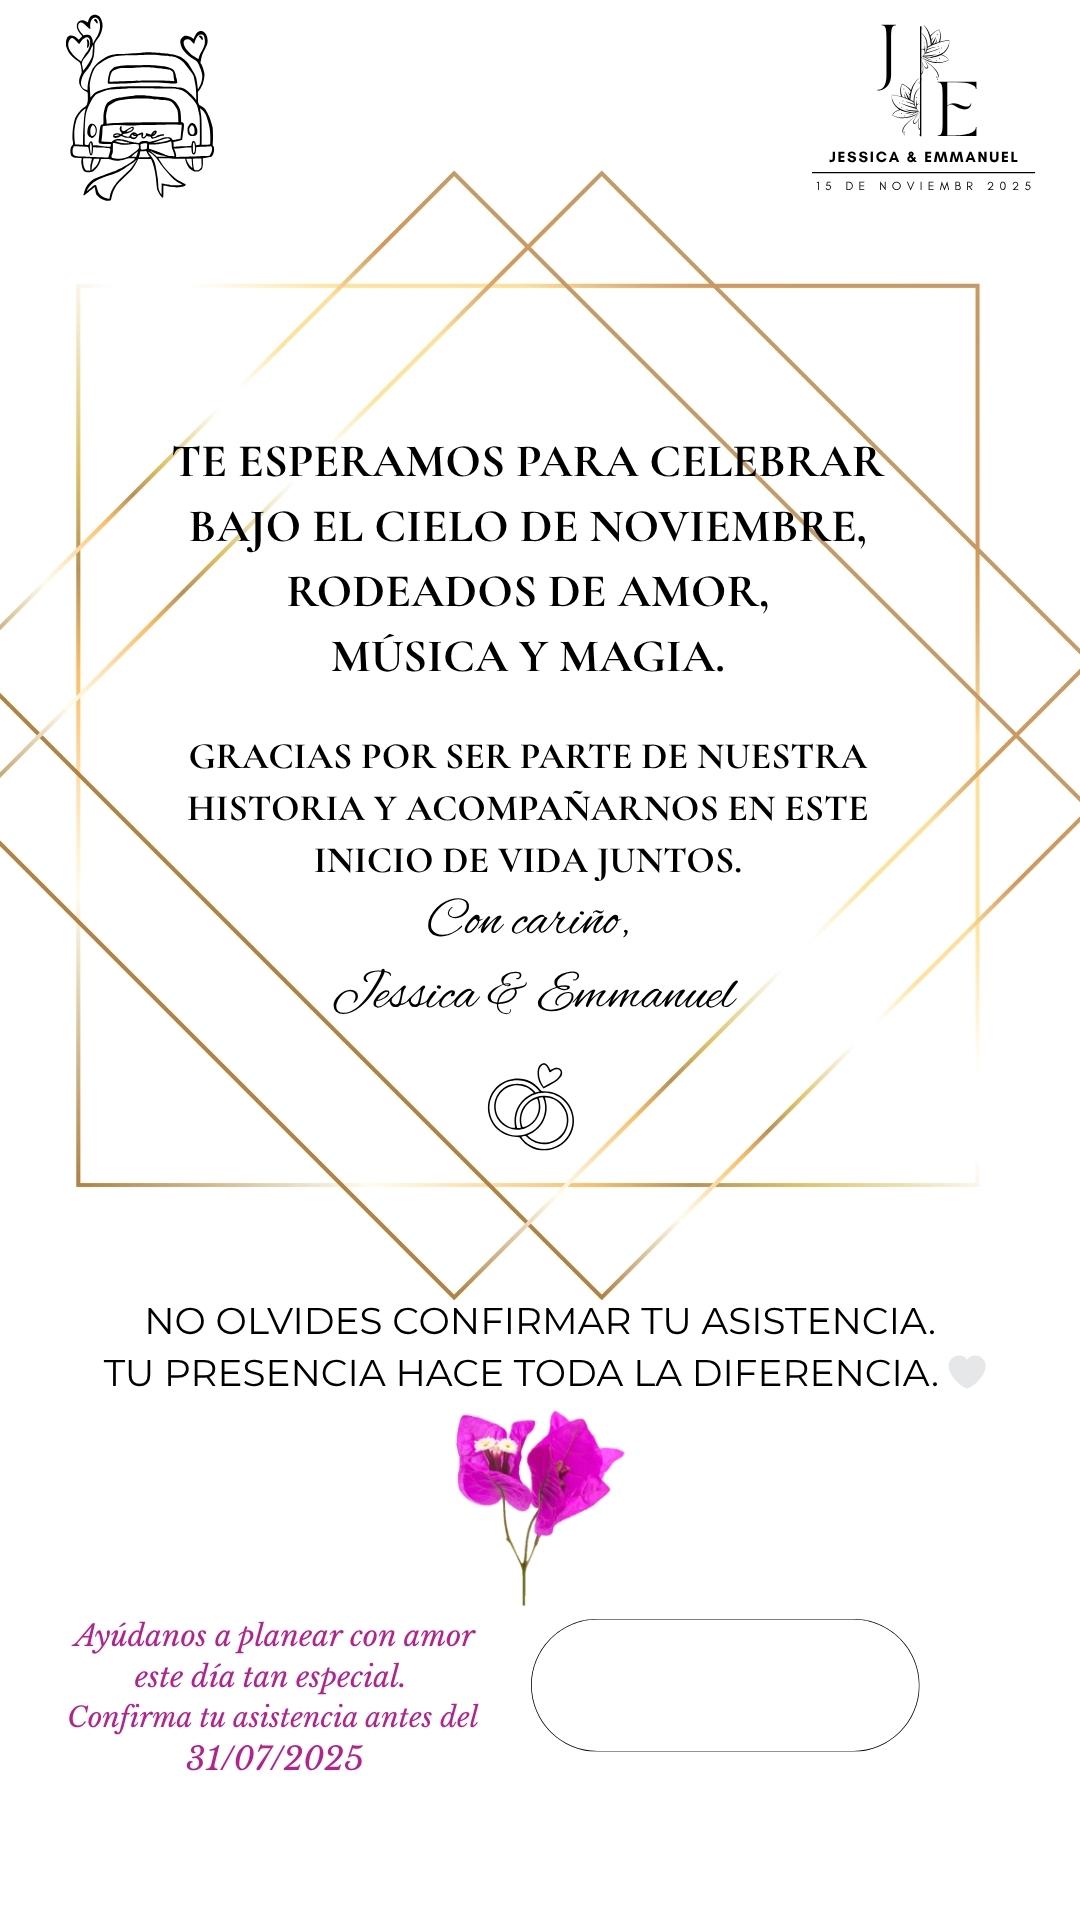 Love
J E
JESSICA & EMMANUEL
15 DE NOVIEMBR 2025
TE ESPERAMOS PARA CELEBRAR
BAJO EL CIELO DE NOVIEMBRE,
RODEADOS DE AMOR,
MÚSICA Y MAGIA.
GRACIAS POR SER PARTE DE NUESTRA
HISTORIA Y ACOMPAÑARNOS EN ESTE
INICIO DE VIDA JUNTOS.
Con cariño,
Jessica & Emmanuel
NO OLVIDES CONFIRMAR TU ASISTENCIA.
TU PRESENCIA HACE TODA LA DIFERENCIA.
Ayúdanos a planear con amor
este día tan especial.
Confirma tu asistencia antes del
31/07/2025